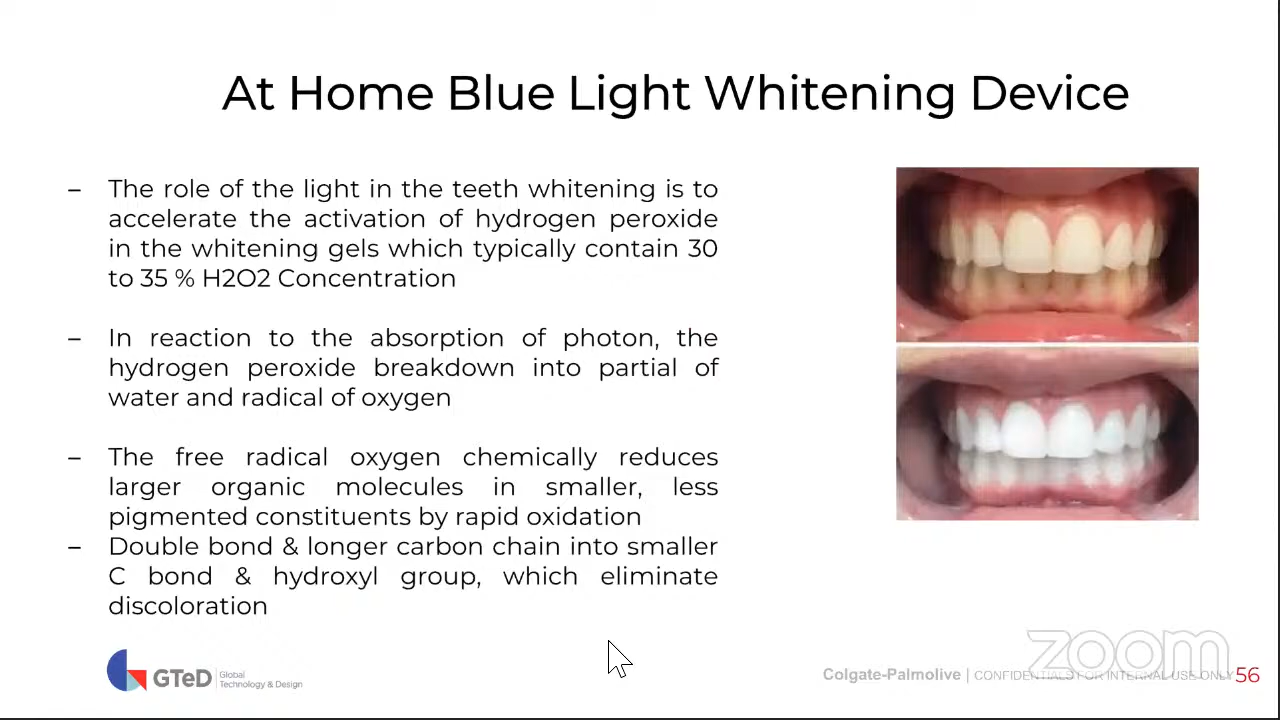 At Home Blue Light Whitening Device
– The role of the light in the teeth whitening is to
accelerate the activation of hydrogen peroxide
in the whitening gels which typically contain 30
to 35 % H2O2 Concentration
– In reaction to the absorption of photon, the
hydrogen peroxide breakdown into partial of
water and radical of oxygen
– The free radical oxygen chemically reduces
larger organic molecules in smaller, less
pigmented constituents by rapid oxidation
– Double bond & longer carbon chain into smaller
C bond & hydroxyl group, which eliminate
discoloration
GTeD
Global
Technology & Design
Colgate-Palmolive | CONFIDENTIALS FOR INTERNAL USE ONLY 56
zoom